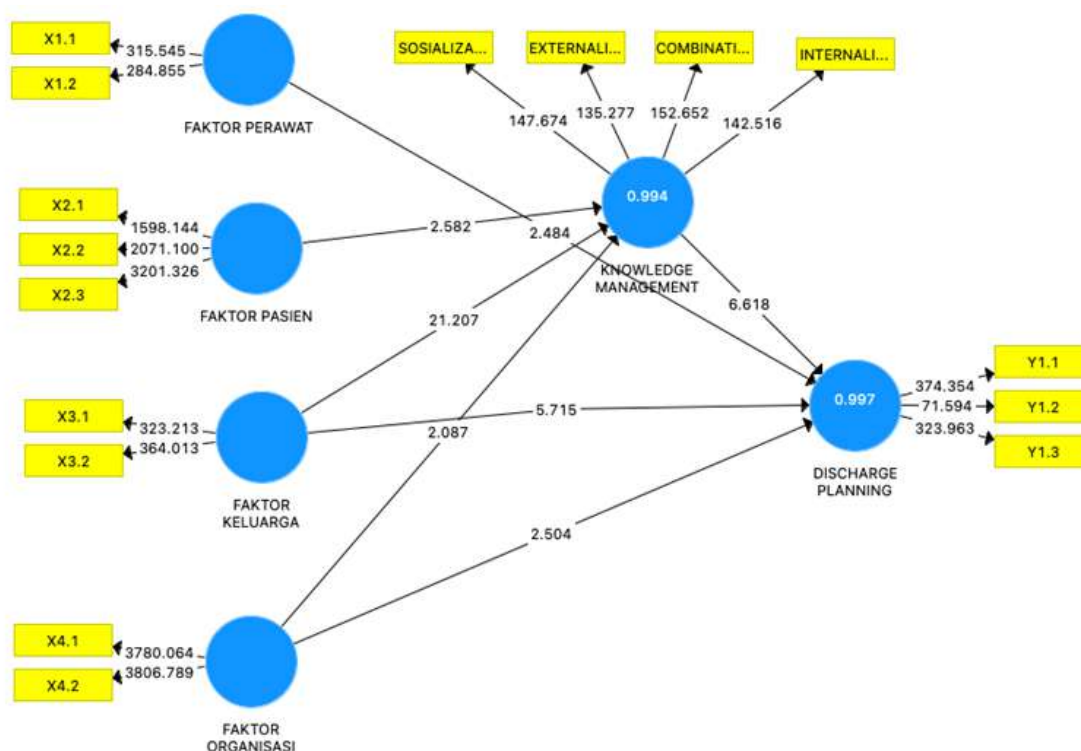 X1.1
315.545
284.855
X1.2
FAKTOR PERAWAT
SOSIALIZA...
EXTERNALI...
COMBINATI...
INTERNALI...
147.674
135.277
152.652
142.516
0.994
KNOWLEDGE
MANAGEMENT
X2.1
1598.144
X2.2
2071.100
3201.326
X2.3
FAKTOR PASIEN
2.582
2.484
21.207
6.618
X3.1
323.213
364.013
X3.2
FAKTOR
KELUARGA
5.715
2.087
2.504
0.997
DISCHARGE
PLANNING
374.354
71.594
323.963
Y1.1
Y1.2
Y1.3
X4.1
3780.064
3806.789
X4.2
FAKTOR
ORGANISASI